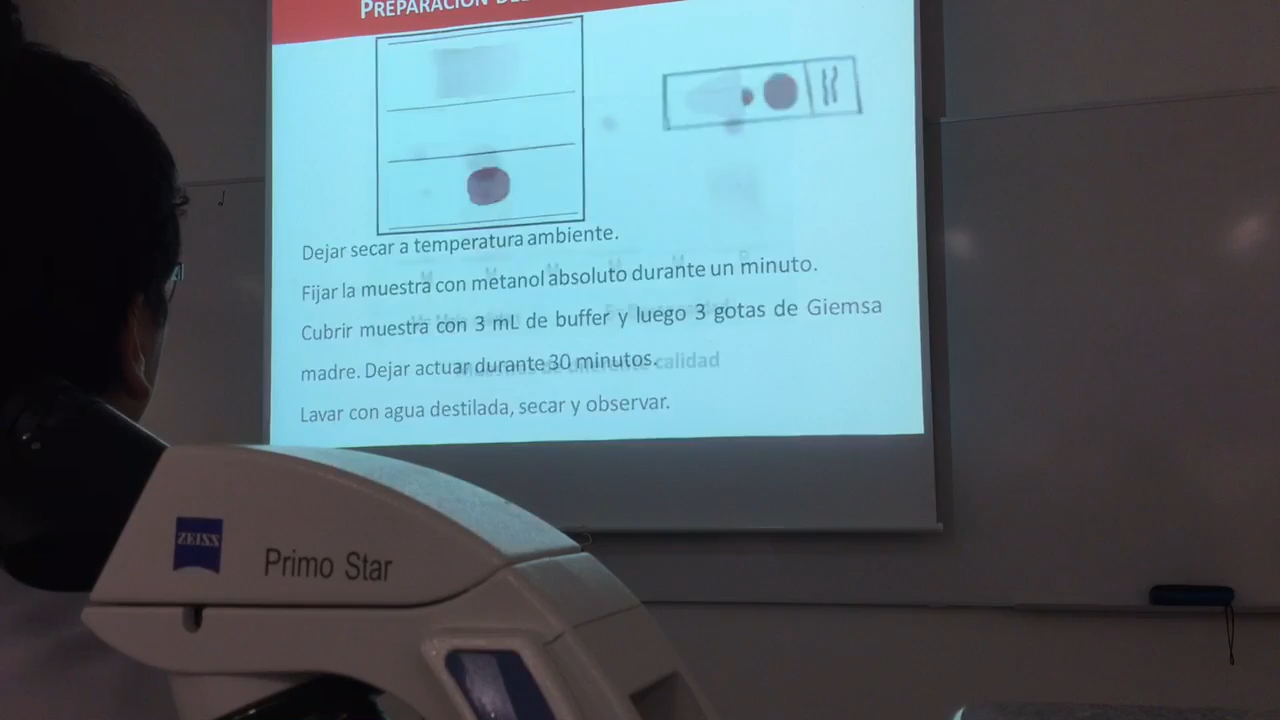 PREPARACIÓN DEL
Dejar secar a temperatura ambiente.
Fijar la muestra con metanol absoluto durante un minuto.
Cubrir muestra con 3 mL de buffer y luego 3 gotas de Giemsa
madre. Dejar actuar durante 30 minutos.
calidad
Lavar con agua destilada, secar y observar.
ZEISS
Primo Star